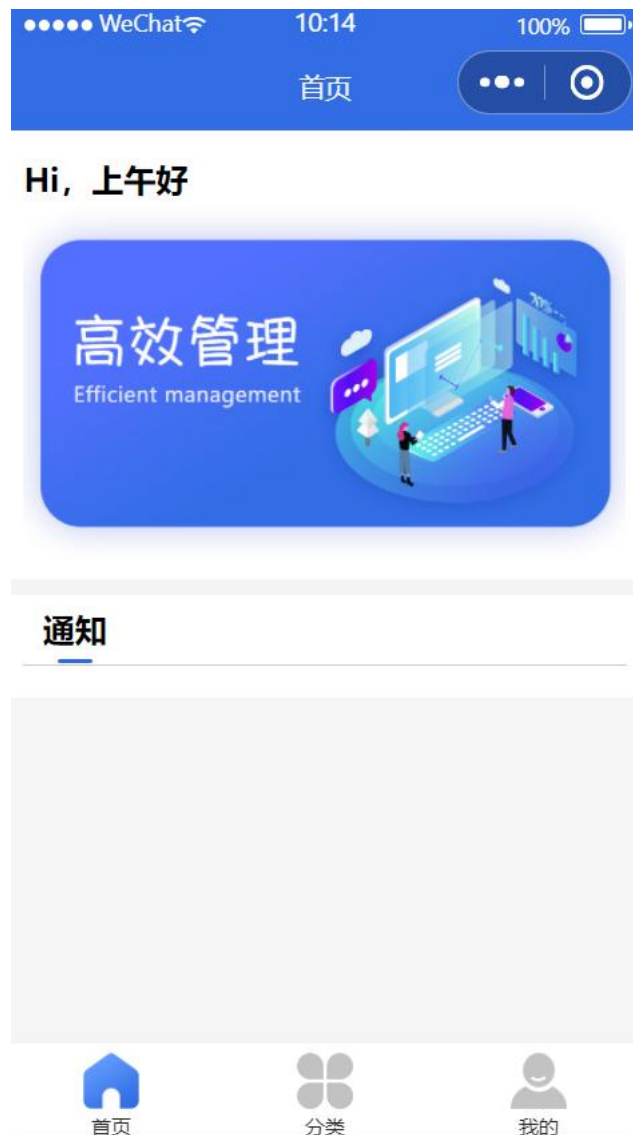 WeChat 10:14 100%
首页
Hi，上午好
高效管理
Efficient management
70%
通知
首页 分类 我的